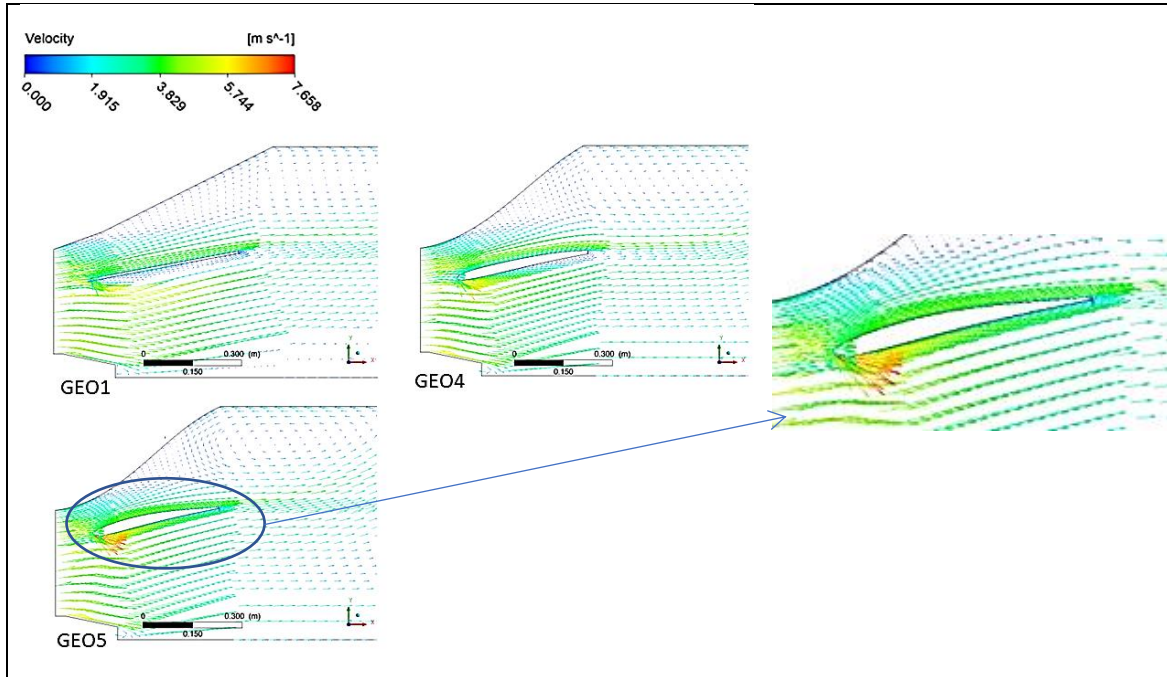 Velocity [m s^-1]
0.000 1.915 3.829 5.744 7.658
0 0.300 (m)
0.150
Y
X
GEO1
0 0.300 (m)
0.150
Y
X
GEO4
0 0.300 (m)
0.150
Y
X
GEO5